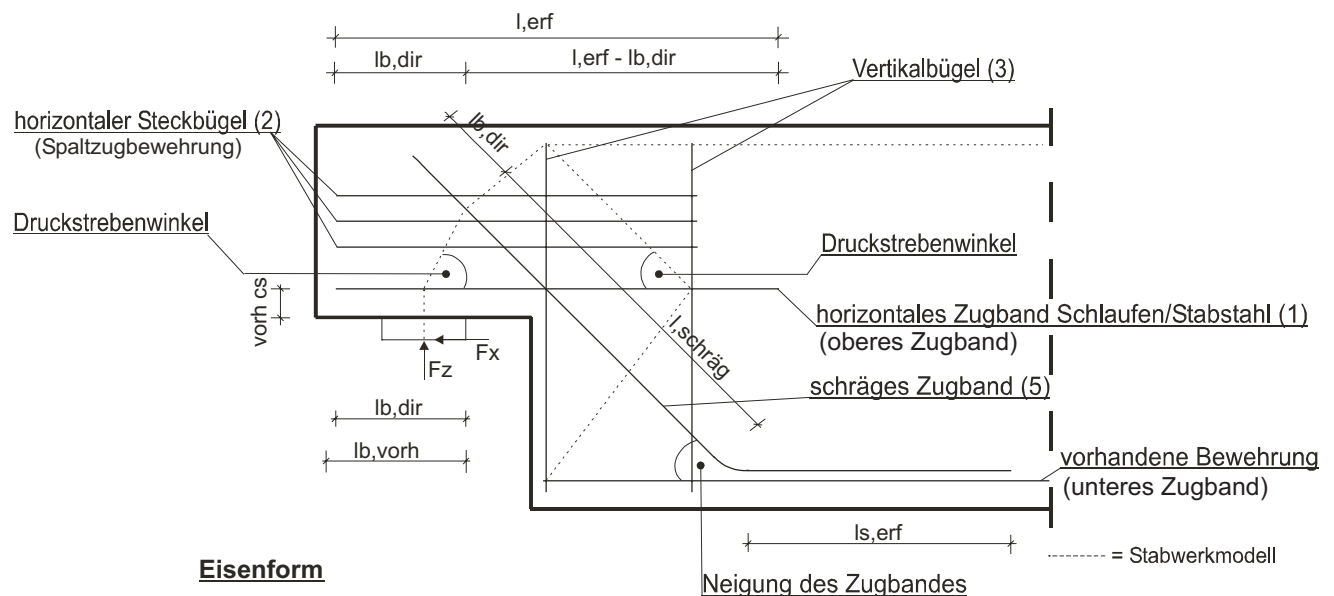 l,erf
lb,dir
l,erf - lb,dir
Vertikalbügel (3)
horizontaler Steckbügel (2)
(Spaltzugbewehrung)
lb,dir
Druckstrebenwinkel
Druckstrebenwinkel
vorh cs
horizontales Zugband Schlaufen/Stabstahl (1)
(oberes Zugband)
Fx
Fz
l,schräg
schräges Zugband (5)
lb,dir
lb,vorh
vorhandene Bewehrung
(unteres Zugband)
ls,erf
= Stabwerkmodell
Eisenform
Neigung des Zugbandes